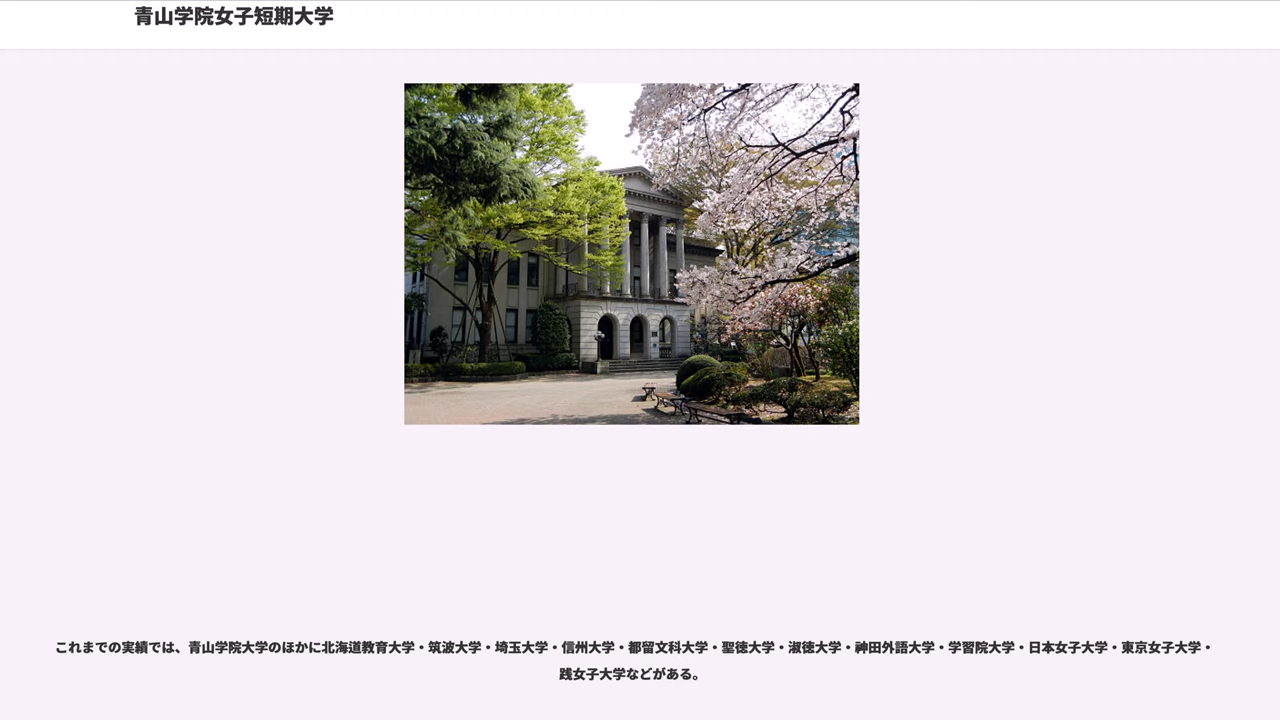 青山学院女子短期大学
これまでの実績では、青山学院大学のほかに北海道教育大学・筑波大学・埼玉大学・信州大学・都留文科大学・聖徳大学・淑徳大学・神田外語大学・学習院大学・日本女子大学・東京女子大学・
践女子大学などがある。